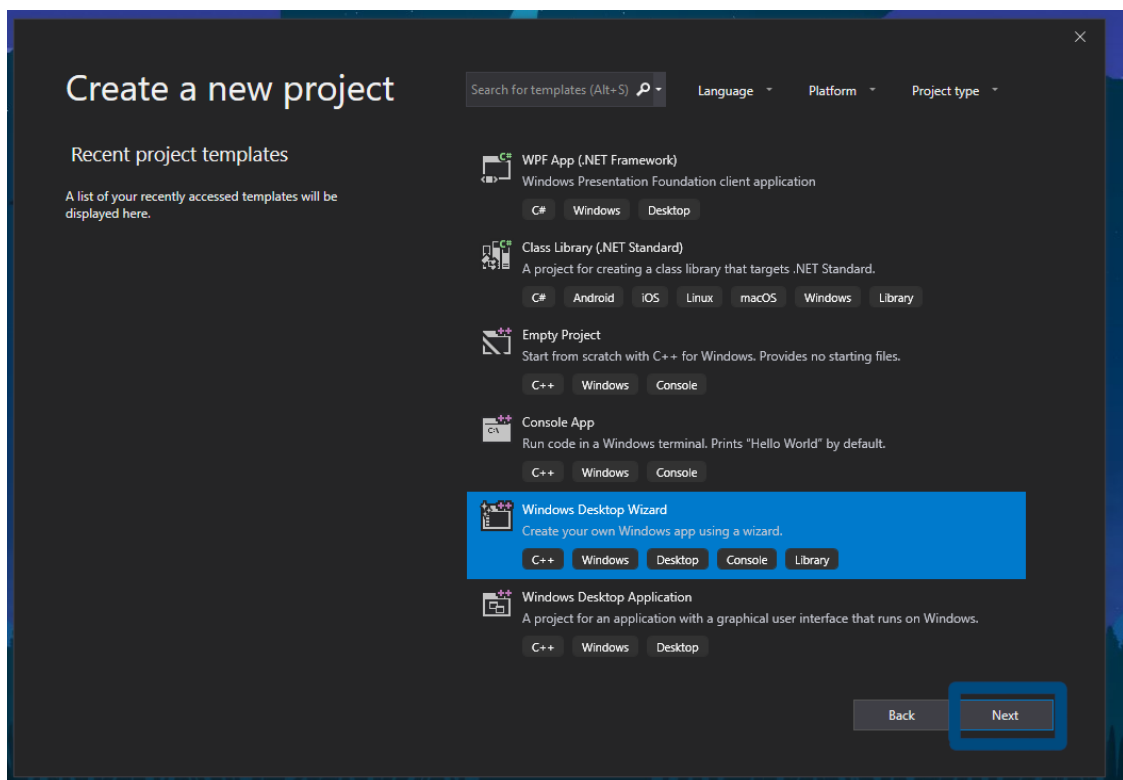 Create a new project
Search for templates (Alt+S)
Language
Platform
Project type
Recent project templates
A list of your recently accessed templates will be
displayed here.
C#
WPF App (.NET Framework)
Windows Presentation Foundation client application
C# Windows Desktop
C#
Class Library (.NET Standard)
A project for creating a class library that targets .NET Standard.
C# Android iOS Linux macOS Windows Library
++
Empty Project
Start from scratch with C++ for Windows. Provides no starting files.
C++ Windows Console
++
C:\
Console App
Run code in a Windows terminal. Prints "Hello World" by default.
C++ Windows Console
++
Windows Desktop Wizard
Create your own Windows app using a wizard.
C++ Windows Desktop Console Library
++
Windows Desktop Application
A project for an application with a graphical user interface that runs on Windows.
C++ Windows Desktop
Back
Next